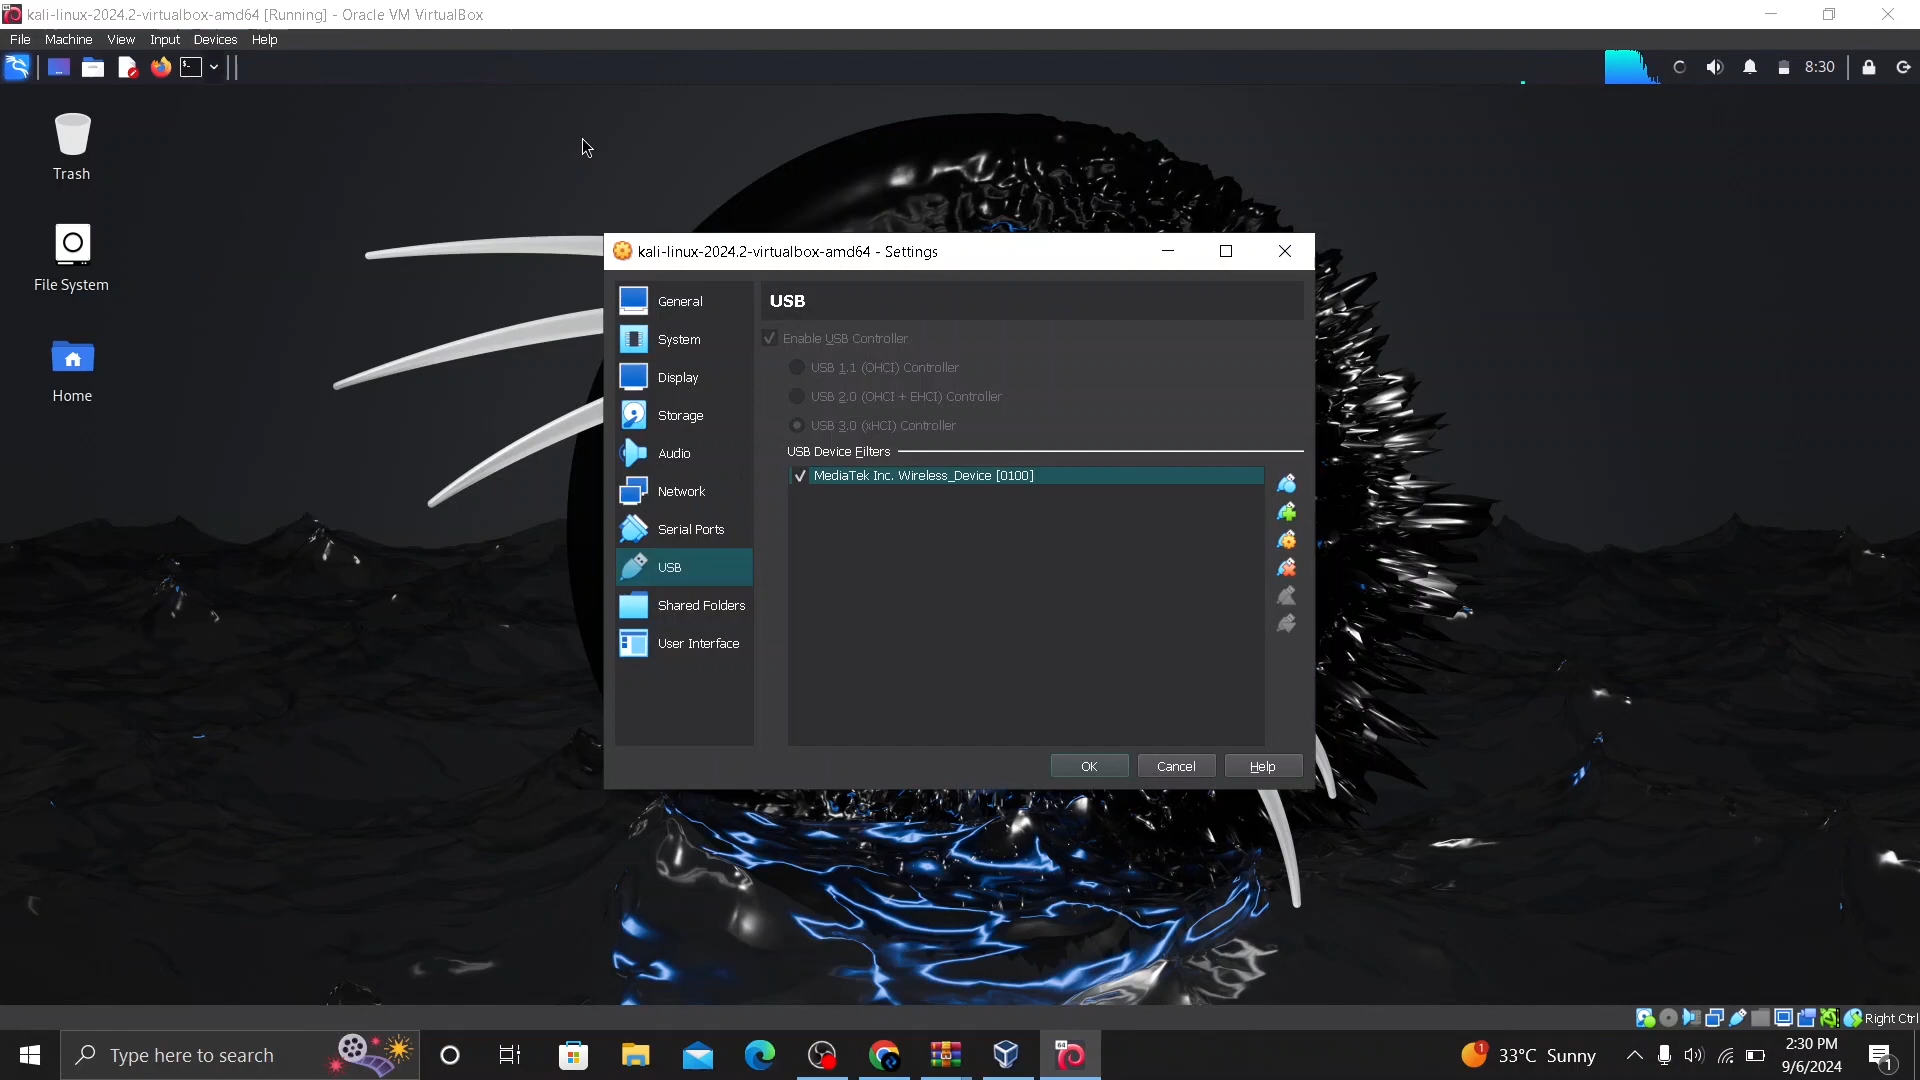 kali-linux-2024.2-virtualbox-amd64 [Running] - Oracle VM VirtualBox
File Machine View Input Devices Help
8:30
Trash
File System
Home
kali-linux-2024.2-virtualbox-amd64 - Settings
General
System
Display
Storage
Audio
Network
Serial Ports
USB
Shared Folders
User Interface
USB
Enable USB Controller
USB 1.1 (OHCI) Controller
USB 2.0 (OHCI + EHCI) Controller
USB 3.0 (xHCI) Controller
USB Device Filters
MediaTek Inc. Wireless_Device [0100]
OK Cancel Help
Right Ctrl
Type here to search
64
1
33°C Sunny
2:30 PM
9/6/2024
1